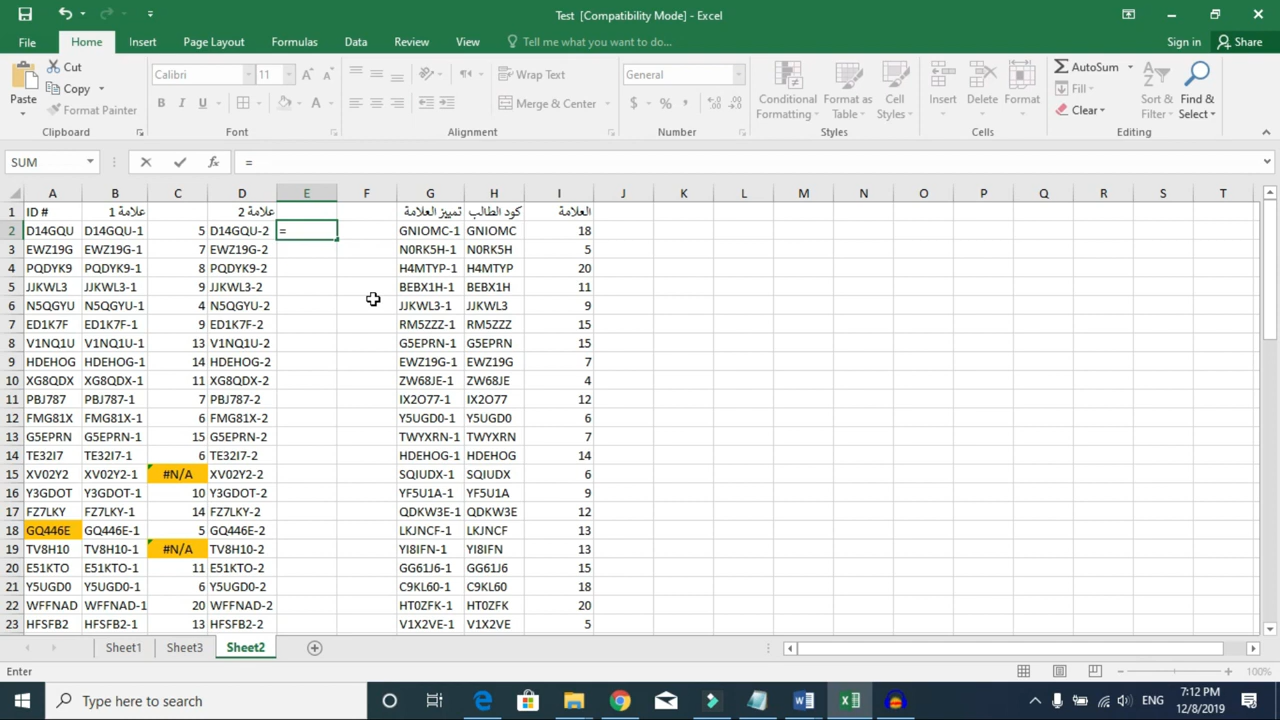 Test [Compatibility Mode] - Excel
File Home Insert Page Layout Formulas Data Review View Tell me what you want to do... Sign in Share
Cut Calibri 11 Wrap Text General AutoSum
Paste Copy Conditional Formatting Format as Table Cell Styles Insert Delete Format Fill Sort & Filter Find & Select
Format Painter Merge & Center $ % , Clear
Clipboard Font Alignment Number Styles Cells Editing
SUM fx =
A B C D E F G H I J K L M N O P Q R S T
1 ID # علامة 1 علامة 2 تمييز العلامة كود الطالب العلامة
2 D14GQU D14GQU-1 5 D14GQU-2 = GNIOMC-1 GNIOMC 18
3 EWZ19G EWZ19G-1 7 EWZ19G-2 N0RK5H-1 N0RK5H 5
4 PQDYK9 PQDYK9-1 8 PQDYK9-2 H4MTYP-1 H4MTYP 20
5 JJKWL3 JJKWL3-1 9 JJKWL3-2 BEBX1H-1 BEBX1H 11
6 N5QGYU N5QGYU-1 4 N5QGYU-2 JJKWL3-1 JJKWL3 9
7 ED1K7F ED1K7F-1 9 ED1K7F-2 RM5ZZZ-1 RM5ZZZ 15
8 V1NQ1U V1NQ1U-1 13 V1NQ1U-2 G5EPRN-1 G5EPRN 15
9 HDEHOG HDEHOG-1 14 HDEHOG-2 EWZ19G-1 EWZ19G 7
10 XG8QDX XG8QDX-1 11 XG8QDX-2 ZW68JE-1 ZW68JE 4
11 PBJ787 PBJ787-1 7 PBJ787-2 IX2O77-1 IX2O77 12
12 FMG81X FMG81X-1 6 FMG81X-2 Y5UGD0-1 Y5UGD0 6
13 G5EPRN G5EPRN-1 15 G5EPRN-2 TWYXRN-1 TWYXRN 7
14 TE32I7 TE32I7-1 6 TE32I7-2 HDEHOG-1 HDEHOG 14
15 XV02Y2 XV02Y2-1 #N/A XV02Y2-2 SQIUDX-1 SQIUDX 6
16 Y3GDOT Y3GDOT-1 10 Y3GDOT-2 YF5U1A-1 YF5U1A 9
17 FZ7LKY FZ7LKY-1 14 FZ7LKY-2 QDKW3E-1 QDKW3E 12
18 GQ446E GQ446E-1 5 GQ446E-2 LKJNCF-1 LKJNCF 13
19 TV8H10 TV8H10-1 #N/A TV8H10-2 YI8IFN-1 YI8IFN 13
20 E51KTO E51KTO-1 11 E51KTO-2 GG61J6-1 GG61J6 15
21 Y5UGD0 Y5UGD0-1 6 Y5UGD0-2 C9KL60-1 C9KL60 18
22 WFFNAD WFFNAD-1 20 WFFNAD-2 HT0ZFK-1 HT0ZFK 20
23 HFSFB2 HFSFB2-1 13 HFSFB2-2 V1X2VE-1 V1X2VE 5
Sheet1 Sheet3 Sheet2
Enter 100%
Type here to search ENG 7:12 PM
12/8/2019